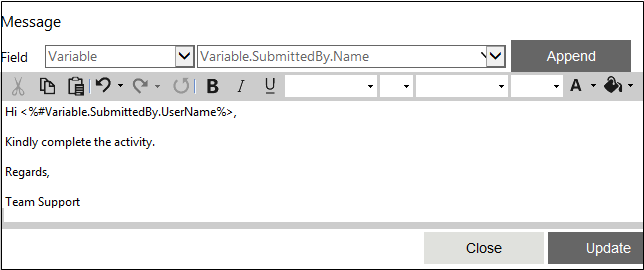 Message
Field Variable Variable.SubmittedBy.Name Append
B I U A
Hi <%#Variable.SubmittedBy.UserName%>,
Kindly complete the activity.
Regards,
Team Support
Close Update